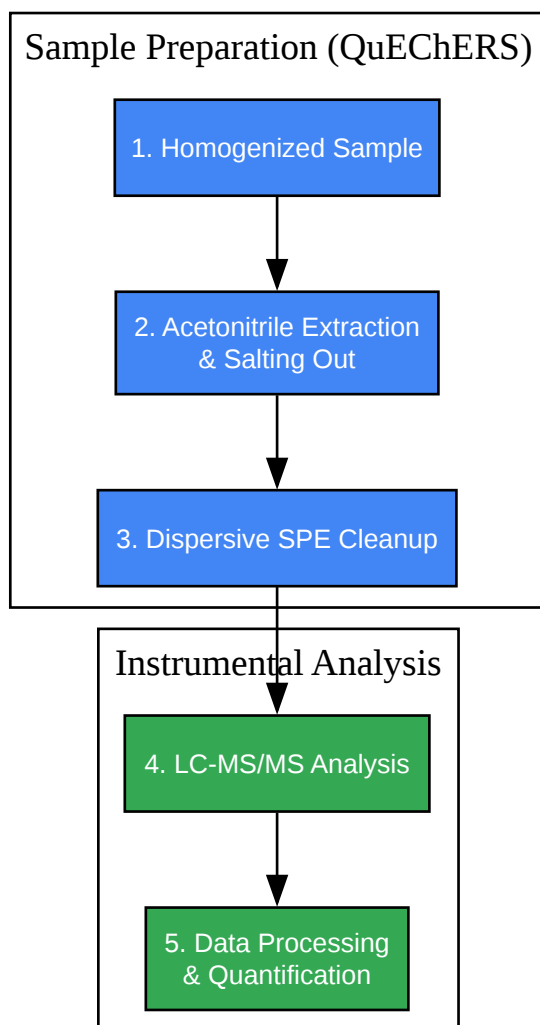 Sample Preparation (QuEChERS)
1. Homogenized Sample
2. Acetonitrile Extraction
& Salting Out
3. Dispersive SPE Cleanup
Instrumental Analysis
4. LC-MS/MS Analysis
5. Data Processing
& Quantification